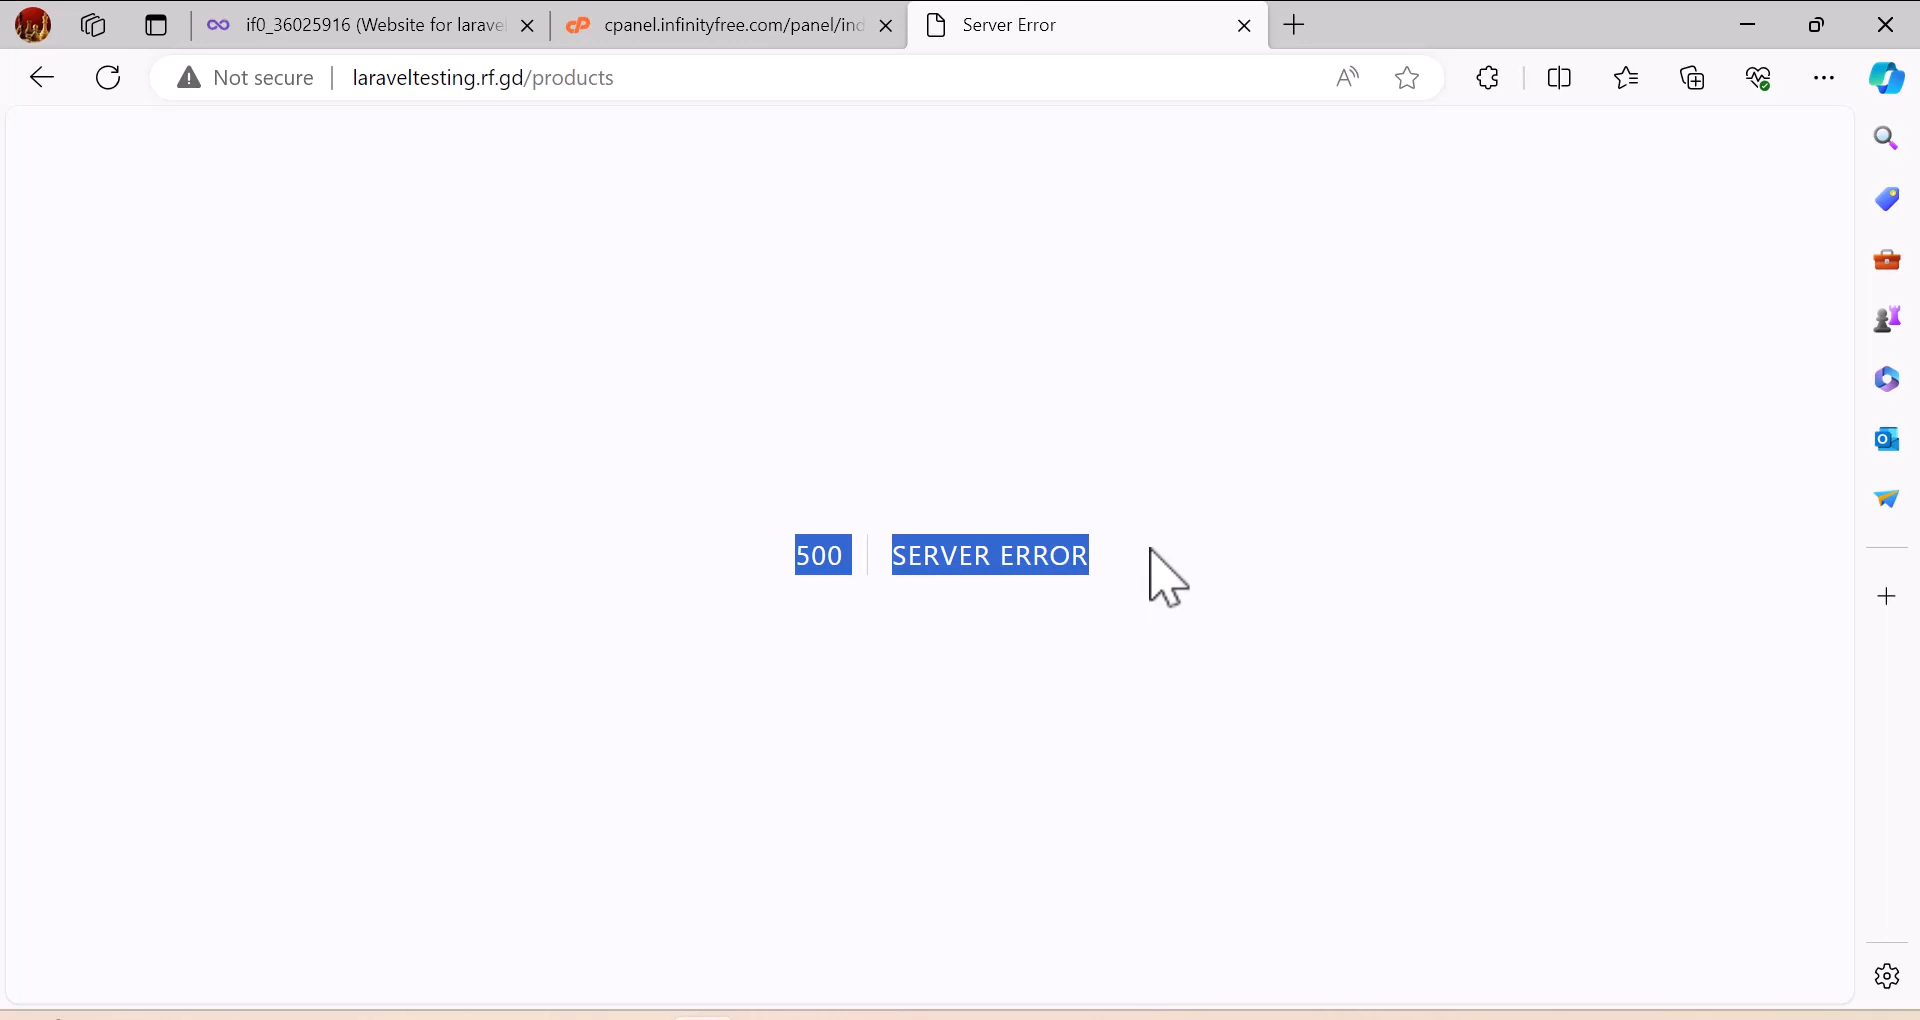 if0_36025916 (Website for larave
cpanel.infinityfree.com/panel/ind
Server Error
Not secure
laraveltesting.rf.gd/products
500
SERVER ERROR